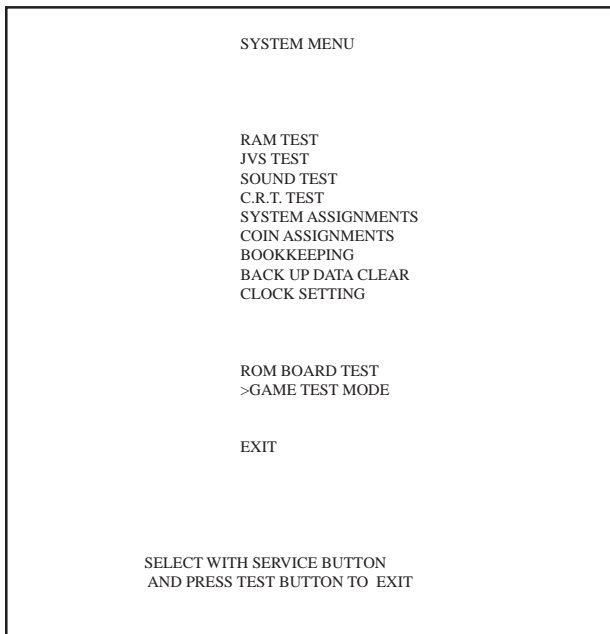 SYSTEM MENU
RAM TEST
JVS TEST
SOUND TEST
C.R.T. TEST
SYSTEM ASSIGNMENTS
COIN ASSIGNMENTS
BOOKKEEPING
BACK UP DATA CLEAR
CLOCK SETTING
ROM BOARD TEST
>GAME TEST MODE
EXIT
SELECT WITH SERVICE BUTTON
AND PRESS TEST BUTTON TO EXIT